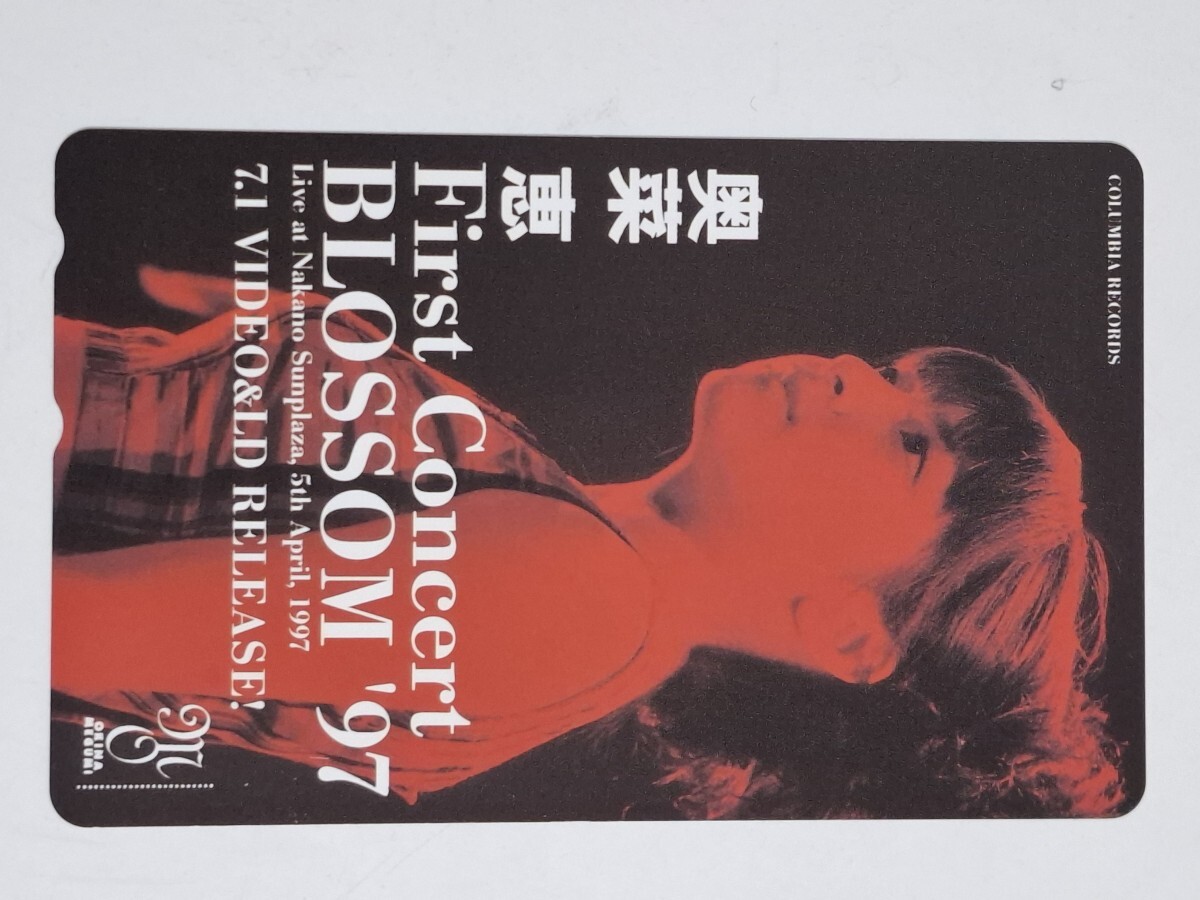 COLUMBIA RECORDS
奥菜
恵
First Concert
BLOSSOM '97
Live at Nakano Sunplaza, 5th April, 1997
7.1 VIDEO&LD RELEASE!
OKINA
MEGUMI